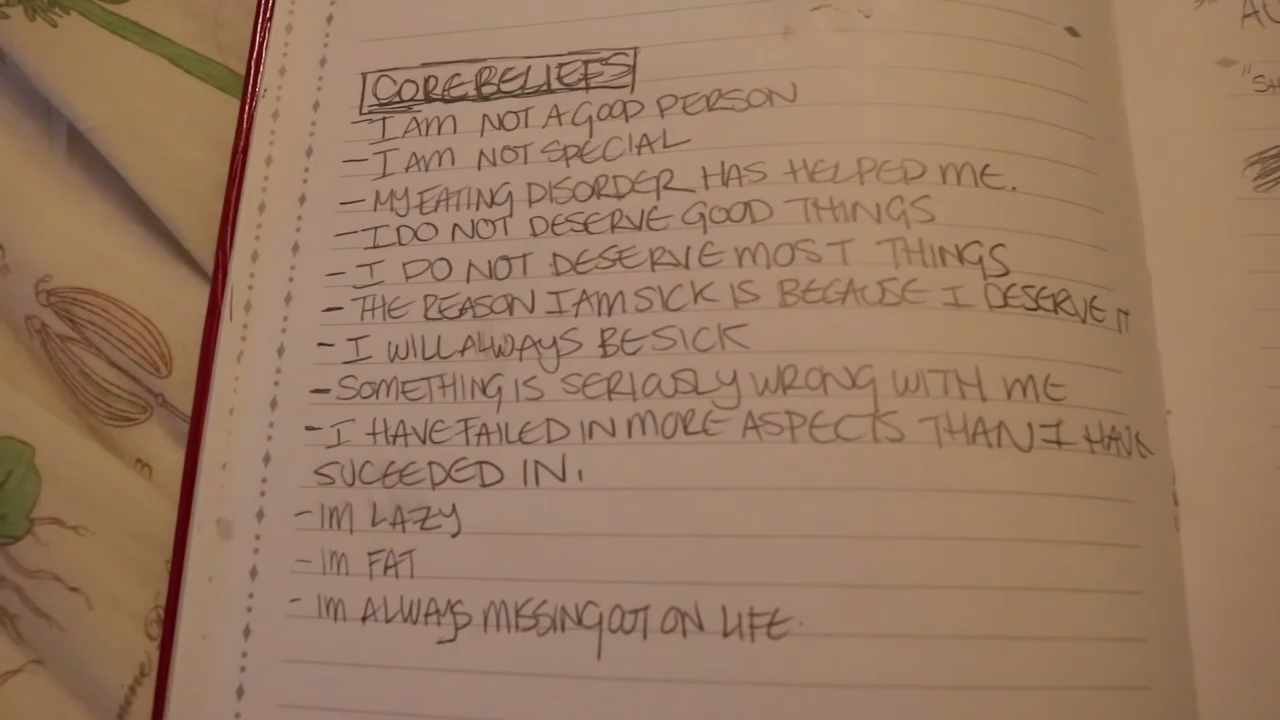 CORE BELIEFS
- I AM NOT A GOOD PERSON
- I AM NOT SPECIAL
- MY EATING DISORDER HAS HELPED ME.
- I DO NOT DESERVE GOOD THINGS
- I DO NOT DESERVE MOST THINGS
- THE REASON I AM SICK IS BECAUSE I DESERVE IT
- I WILL ALWAYS BE SICK
- SOMETHING IS SERIOUSLY WRONG WITH ME
- I HAVE FAILED IN MORE ASPECTS THAN I HAVE
SUCEEDED IN.
- IM LAZY
- IM FAT
- IM ALWAYS MISSING OUT ON LIFE.